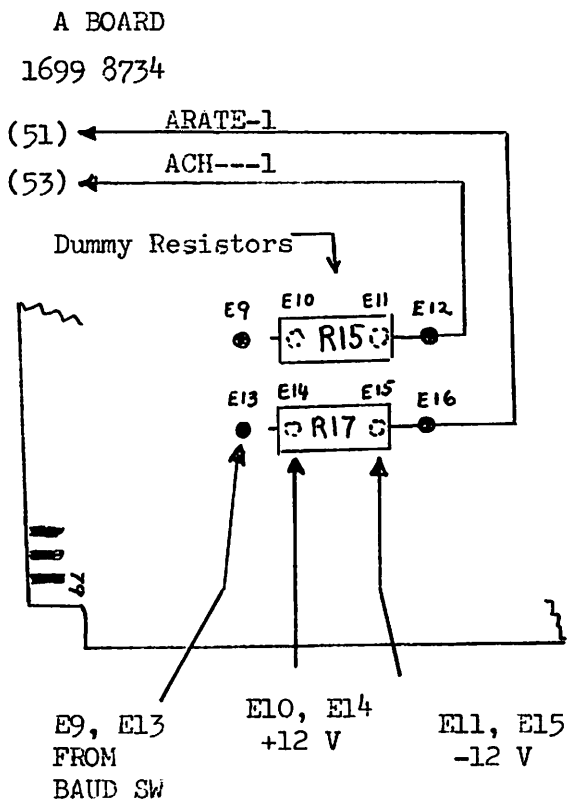 A BOARD
1699 8734
(51) ARATE-1
(53) ACH---1
Dummy Resistors
E9 E10 E11 E12
R15
E13 E14 E15 E16
R17
79
E9, E13
FROM
BAUD SW
E10, E14
+12 V
E11, E15
-12 V